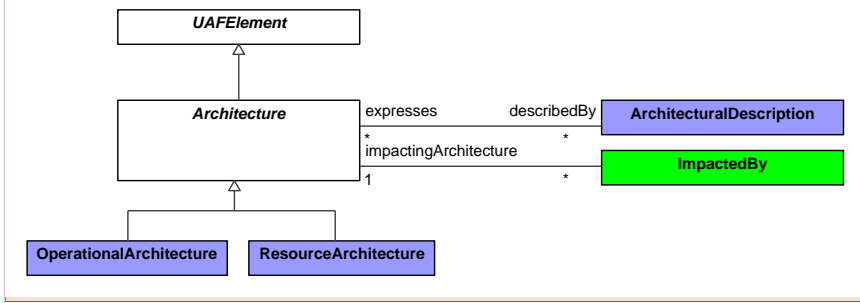 UAFElement
Architecture
expresses
describedBy
ArchitecturalDescription
*
*
impactingArchitecture
ImpactedBy
1
*
OperationalArchitecture
ResourceArchitecture